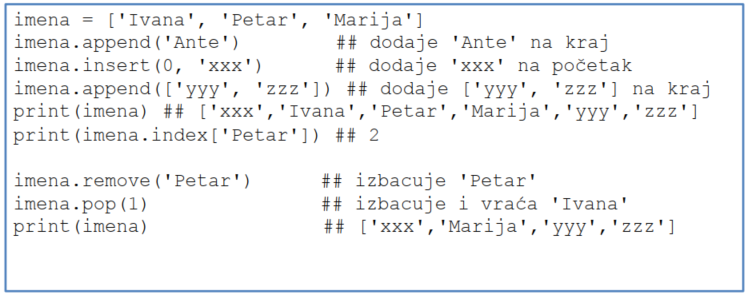 imena = ['Ivana', 'Petar', 'Marija']
imena.append('Ante') ## dodaje 'Ante' na kraj
imena.insert(0, 'xxx') ## dodaje 'xxx' na početak
imena.append(['yyy', 'zzz']) ## dodaje ['yyy', 'zzz'] na kraj
print(imena) ## ['xxx','Ivana','Petar','Marija','yyy','zzz']
print(imena.index['Petar']) ## 2
imena.remove('Petar') ## izbacuje 'Petar'
imena.pop(1) ## izbacuje i vraća 'Ivana'
print(imena) ## ['xxx','Marija','yyy','zzz']